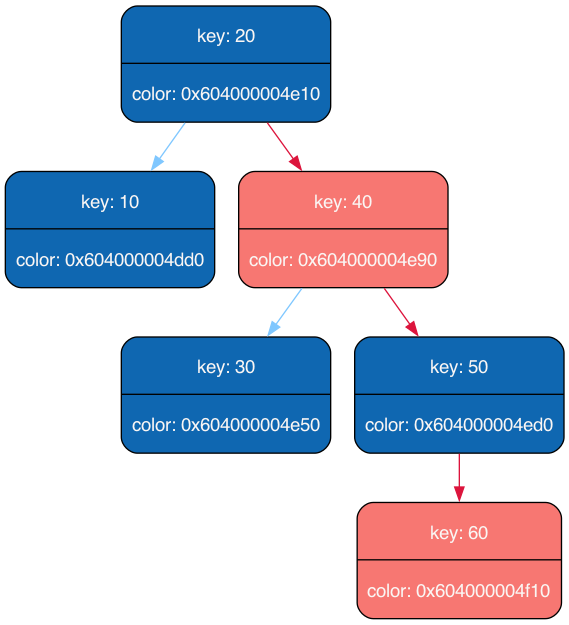 key: 20
color: 0x604000004e10
key: 10
color: 0x604000004dd0
key: 40
color: 0x604000004e90
key: 30
color: 0x604000004e50
key: 50
color: 0x604000004ed0
key: 60
color: 0x604000004f10